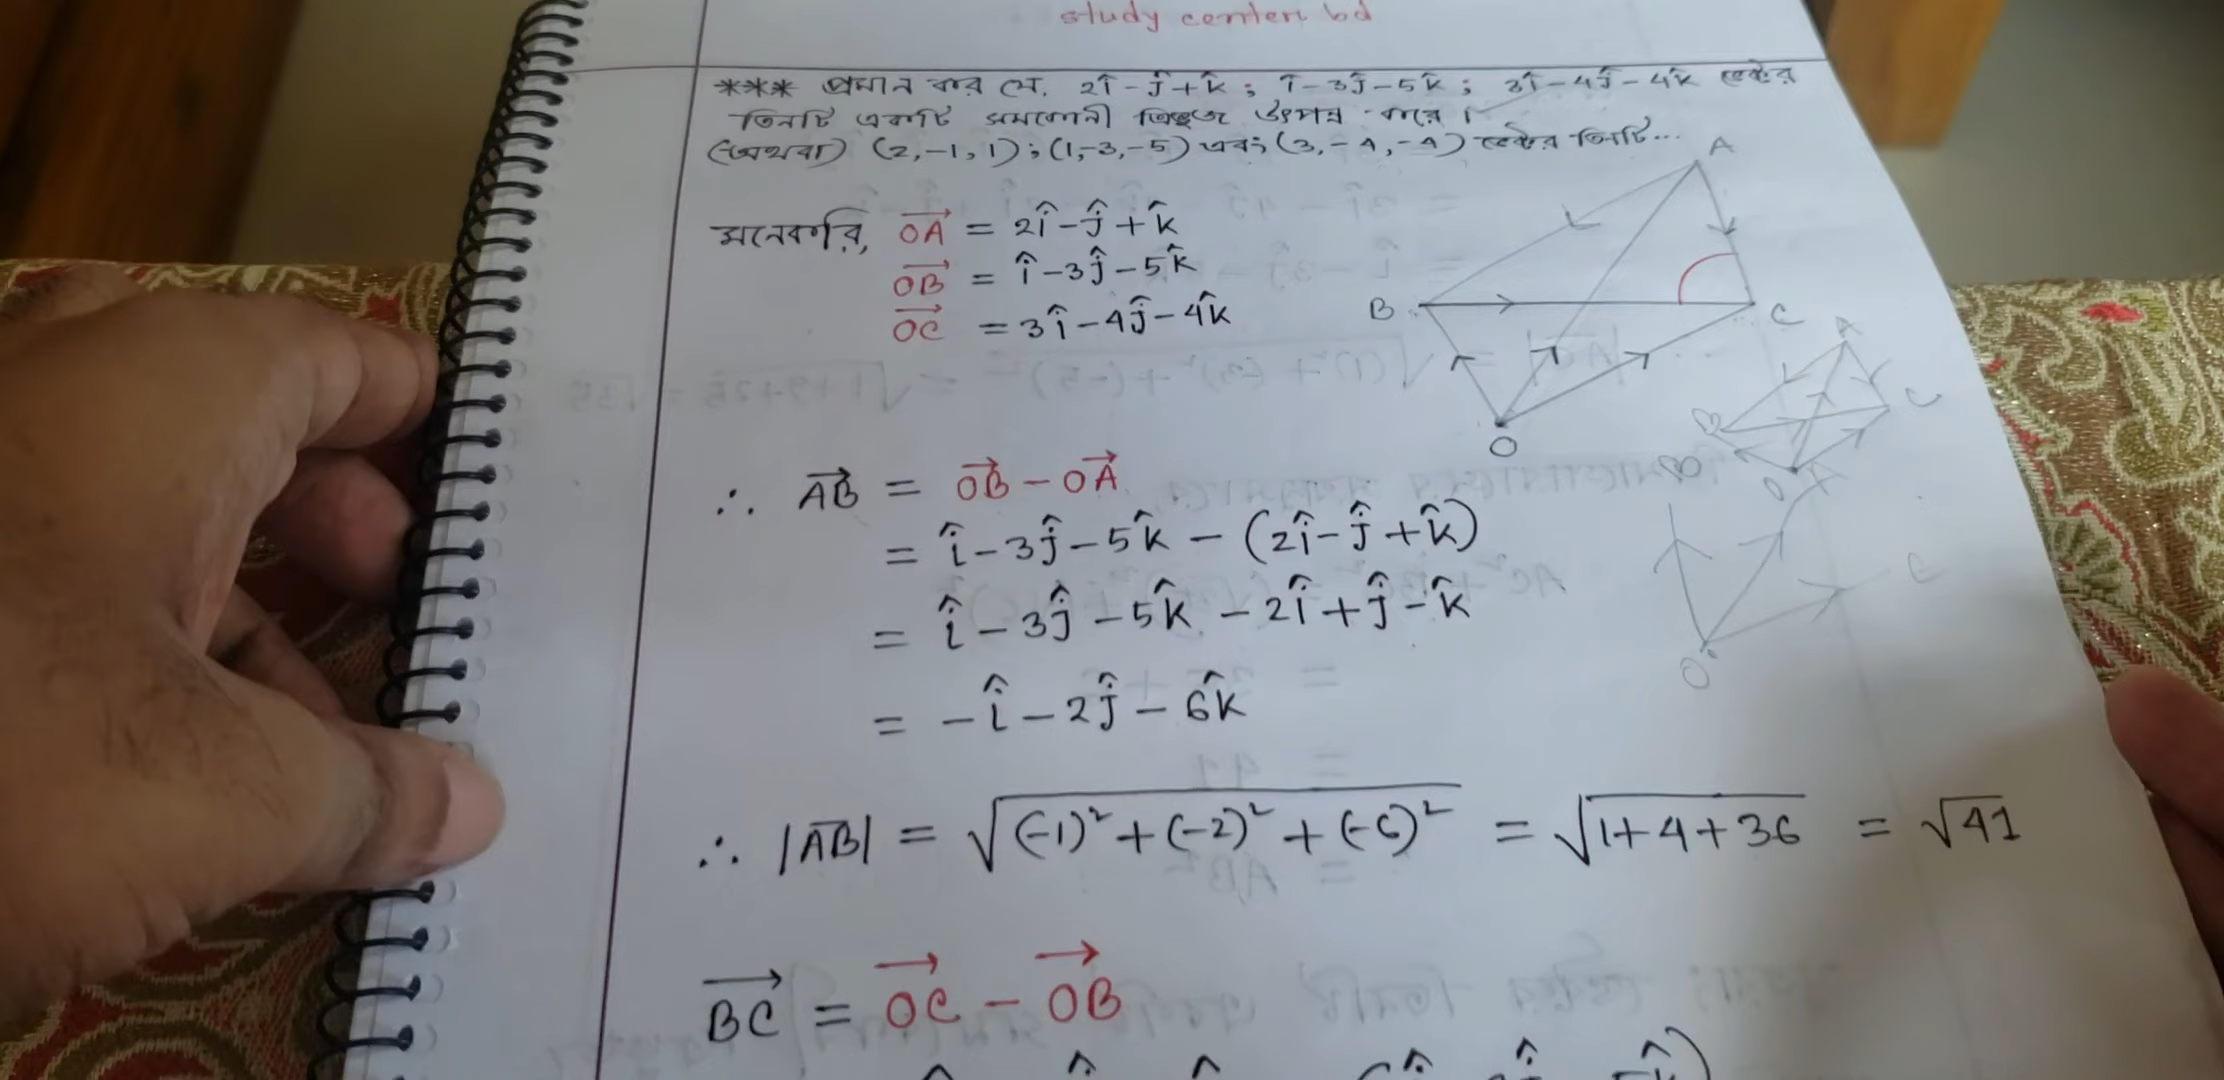 study center bd
*** প্রমান কর যে, 2î - ĵ + k̂ ; î - 3ĵ - 5k̂ ; 3î - 4ĵ - 4k̂ ভেক্টর
তিনটি একটি সমকোনী ত্রিভুজ উৎপন্ন করে।
(অথবা) (2, -1, 1) ; (1, -3, -5) এবং (3, -4, -4) ভেক্টর তিনটি...
A
মনেকরি, OA⃗ = 2î - ĵ + k̂
OB⃗ = î - 3ĵ - 5k̂
OC⃗ = 3î - 4ĵ - 4k̂
B
C
O
A
B
C
O
B
A
C
O
∴ AB⃗ = OB⃗ - OA⃗
= î - 3ĵ - 5k̂ - (2î - ĵ + k̂)
= î - 3ĵ - 5k̂ - 2î + ĵ - k̂
= -î - 2ĵ - 6k̂
∴ |AB⃗| = √((-1)² + (-2)² + (-6)²) = √(1+4+36) = √41
BC⃗ = OC⃗ - OB⃗